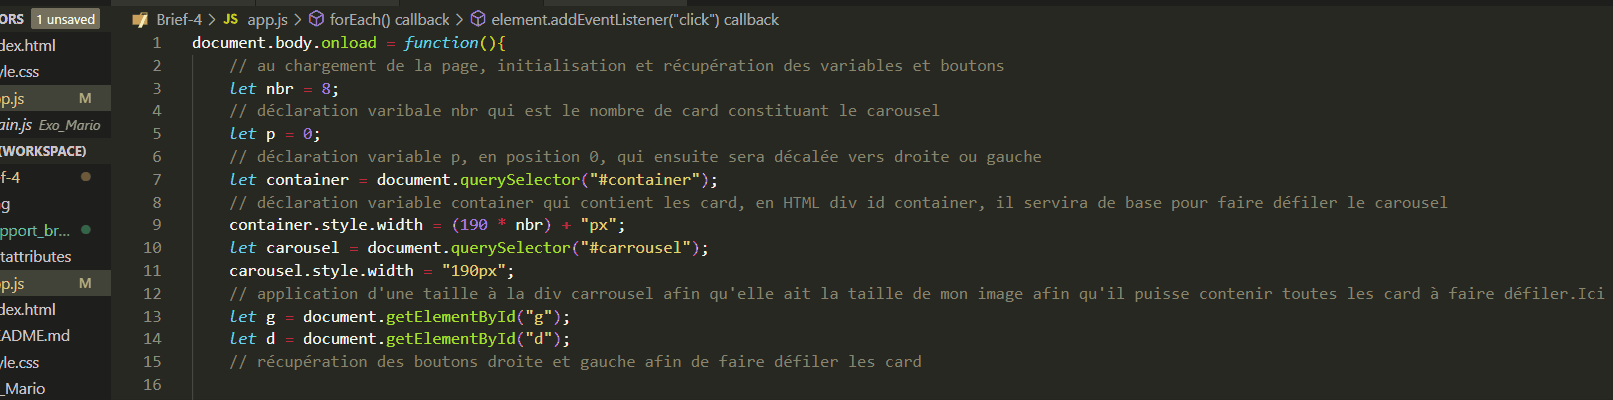 ORS 1 unsaved
Brief-4 > JS app.js > forEach() callback > element.addEventListener("click") callback
dex.html
yle.css
p.js M
ain.js Exo_Mario
(WORKSPACE)
ef-4
ng
pport_br...
tattributes
p.js M
dex.html
EADME.md
yle.css
_Mario
1 document.body.onload = function(){
2 // au chargement de la page, initialisation et récupération des variables et boutons
3 let nbr = 8;
4 // déclaration varibale nbr qui est le nombre de card constituant le carousel
5 let p = 0;
6 // déclaration variable p, en position 0, qui ensuite sera décalée vers droite ou gauche
7 let container = document.querySelector("#container");
8 // déclaration variable container qui contient les card, en HTML div id container, il servira de base pour faire défiler le carousel
9 container.style.width = (190 * nbr) + "px";
10 let carousel = document.querySelector("#carrousel");
11 carousel.style.width = "190px";
12 // application d'une taille à la div carrousel afin qu'elle ait la taille de mon image afin qu'il puisse contenir toutes les card à faire défiler.Ici
13 let g = document.getElementById("g");
14 let d = document.getElementById("d");
15 // récupération des boutons droite et gauche afin de faire défiler les card
16